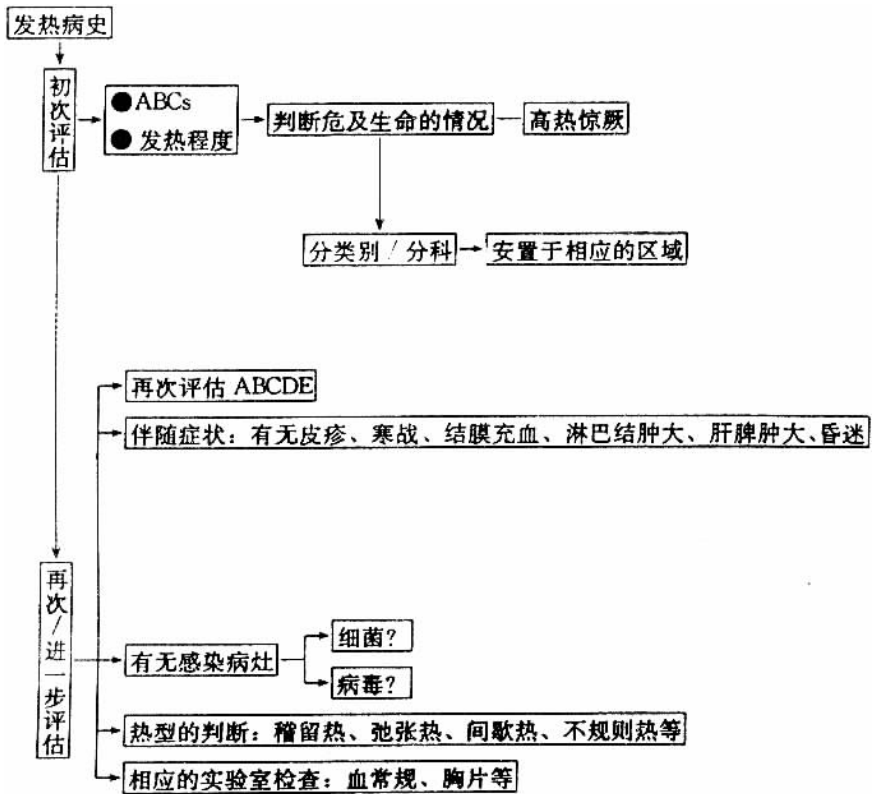 发热病史
初次评估
●ABCs
●发热程度
判断危及生命的情况
高热惊厥
分类别/分科
安置于相应的区域
再次评估 ABCDE
伴随症状：有无皮疹、寒战、结膜充血、淋巴结肿大、肝脾肿大、昏迷
再次/进一步评估
有无感染病灶
细菌?
病毒?
热型的判断：稽留热、弛张热、间歇热、不规则热等
相应的实验室检查：血常规、胸片等